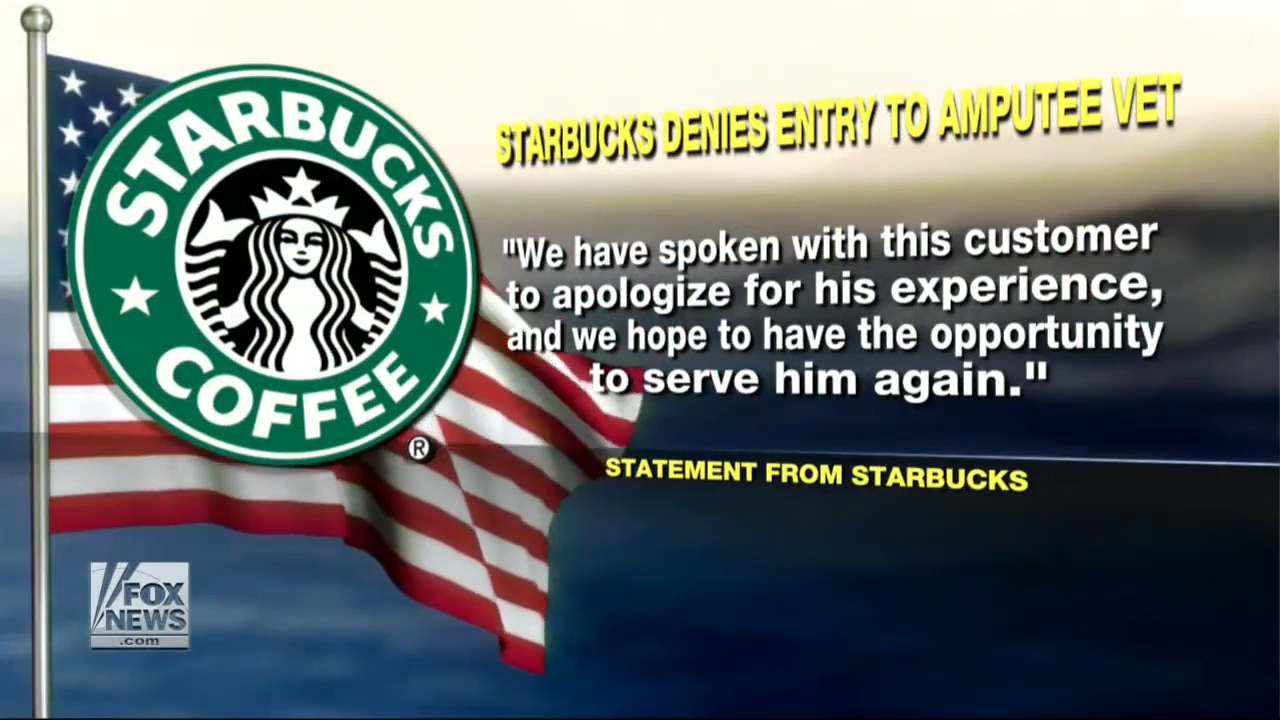 STARBUCKS
COFFEE
®
STARBUCKS DENIES ENTRY TO AMPUTEE VET
"We have spoken with this customer
to apologize for his experience,
and we hope to have the opportunity
to serve him again."
STATEMENT FROM STARBUCKS
FOX
NEWS
.com